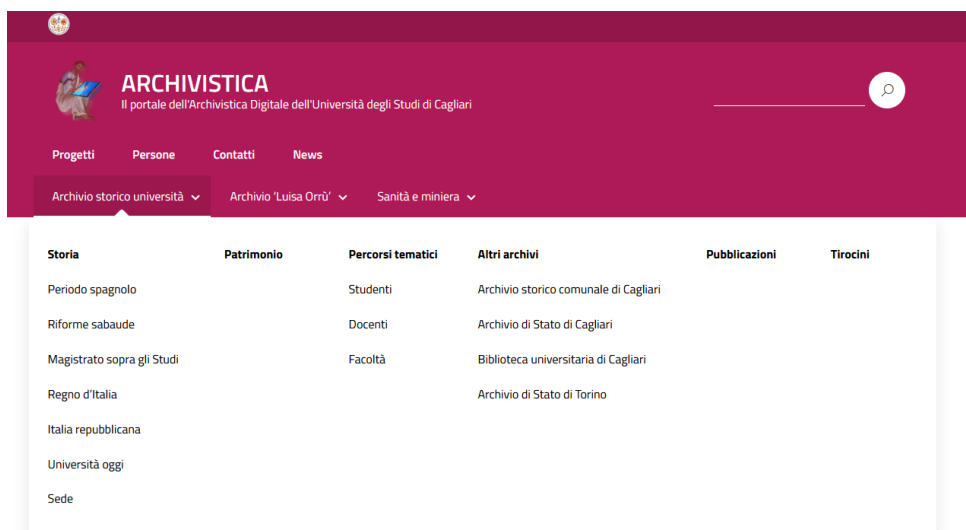 ARCHIVISTICA
Il portale dell'Archivistica Digitale dell'Università degli Studi di Cagliari
Progetti Persone Contatti News
Archivio storico università Archivio ‘Luisa Orrù’ Sanità e miniera
Storia Patrimonio Percorsi tematici Altri archivi Pubblicazioni Tirocini
Periodo spagnolo Studenti Archivio storico comunale di Cagliari
Riforme sabaude Docenti Archivio di Stato di Cagliari
Magistrato sopra gli Studi Facoltà Biblioteca universitaria di Cagliari
Regno d’Italia Archivio di Stato di Torino
Italia repubblicana
Università oggi
Sede